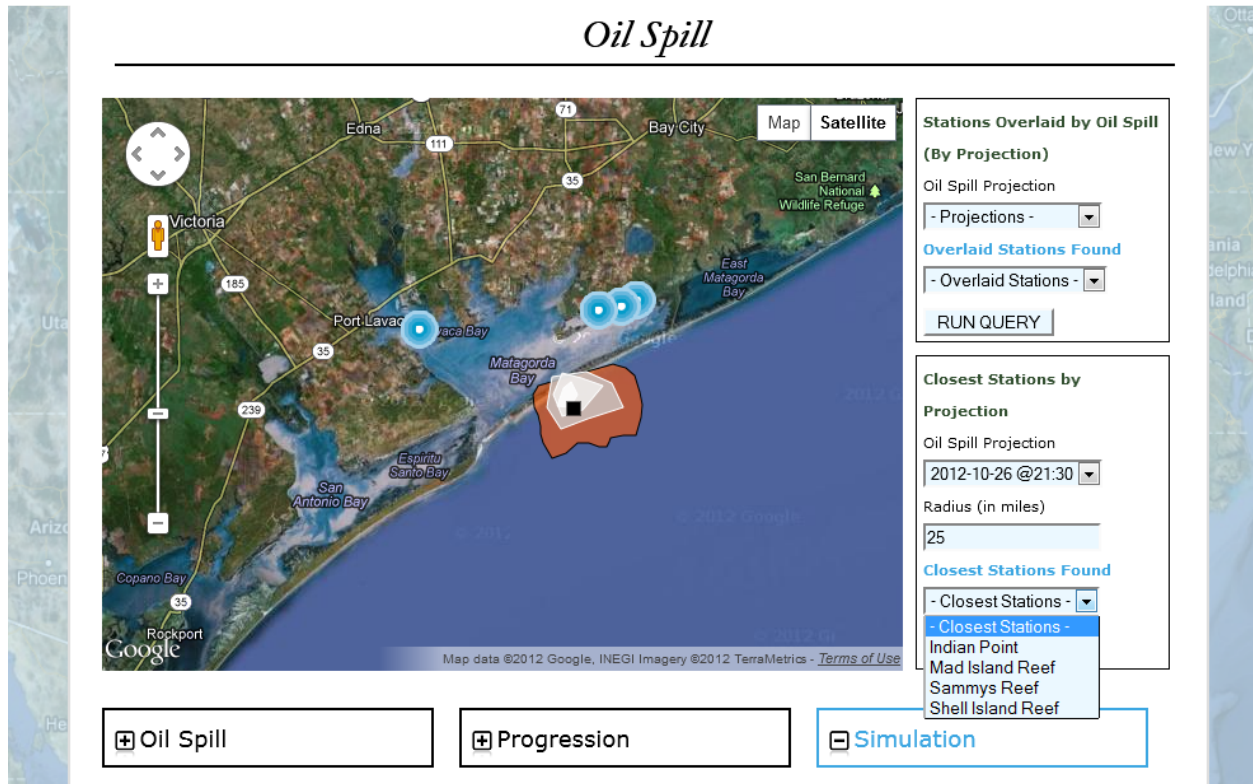 Oil Spill
Edna
71
Bay City
Map
Satellite
111
35
San Bernard
National
Wildlife Refuge
Victoria
East
Matagorda
Bay
185
Port Lavac
vaca Bay
35
Matagorda
Bay
239
Espiritu
Santo Bay
San
Antonio Bay
© 2012 Google
© 2012
Copano Bay
35
Rockport
Google
Map data ©2012 Google, INEGI Imagery ©2012 TerraMetrics - Terms of Use
Stations Overlaid by Oil Spill
(By Projection)
Oil Spill Projection
- Projections -
Overlaid Stations Found
- Overlaid Stations -
RUN QUERY
Closest Stations by
Projection
Oil Spill Projection
2012-10-26 @21:30
Radius (in miles)
25
Closest Stations Found
- Closest Stations -
- Closest Stations -
Indian Point
Mad Island Reef
Sammys Reef
Shell Island Reef
Oil Spill
Progression
Simulation